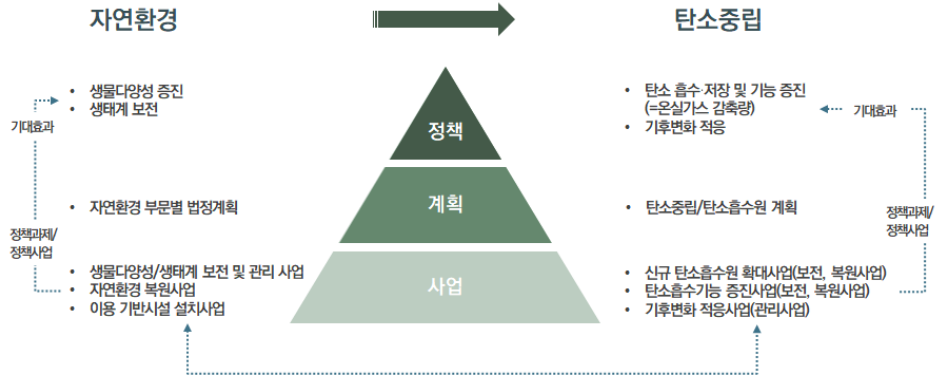 자연환경
탄소중립
• 생물다양성 증진
• 생태계 보전
기대효과
정책
• 탄소 흡수·저장 및 기능 증진
(=온실가스 감축량)
• 기후변화 적응
기대효과
• 자연환경 부문별 법정계획
계획
• 탄소중립/탄소흡수원 계획
정책과제/
정책사업
정책과제/
정책사업
• 생물다양성/생태계 보전 및 관리 사업
• 자연환경 복원사업
• 이용 기반시설 설치사업
사업
• 신규 탄소흡수원 확대사업(보전, 복원사업)
• 탄소흡수기능 증진사업(보전, 복원사업)
• 기후변화 적응사업(관리사업)